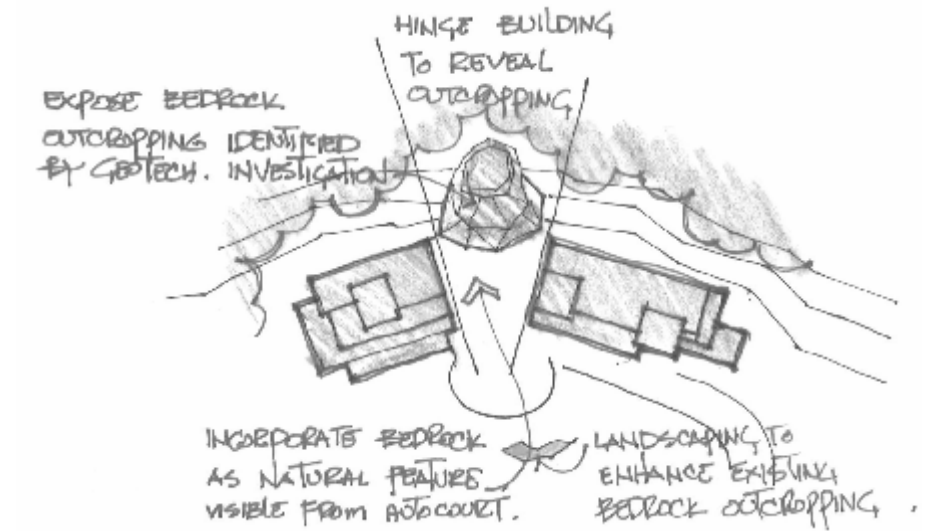 HINGE BUILDING
TO REVEAL
OUTCROPPING
EXPOSE BEDROCK
OUTCROPPING IDENTIFIED
BY GEOTECH. INVESTIGATION
INCORPORATE BEDROCK
AS NATURAL FEATURE
VISIBLE FROM AUTOCOURT.
LANDSCAPING TO
ENHANCE EXISTING
BEDROCK OUTCROPPING.